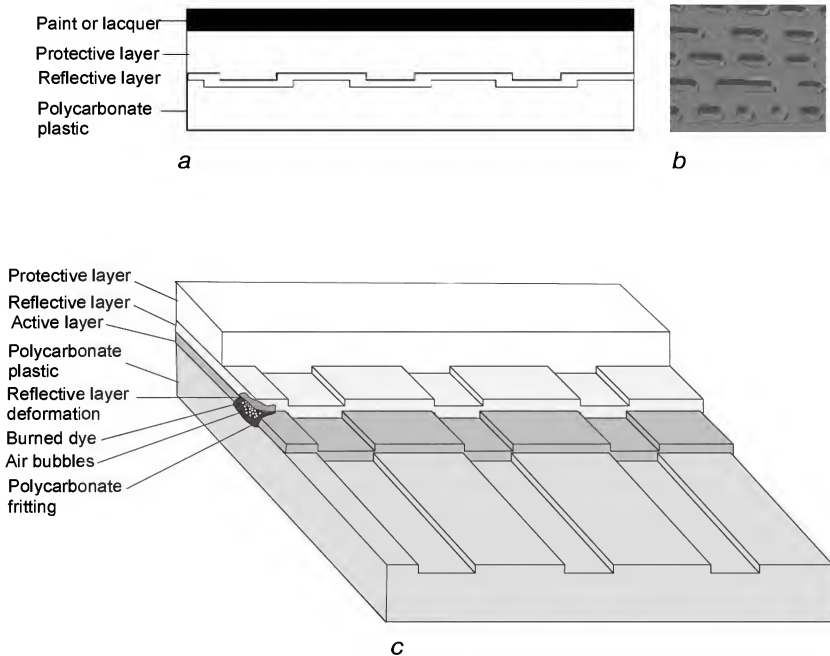 Paint or lacquer
Protective layer
Reflective layer
Polycarbonate
plastic
a
b
Protective layer
Reflective layer
Active layer
Polycarbonate
plastic
Reflective layer
deformation
Burned dye
Air bubbles
Polycarbonate
fritting
c